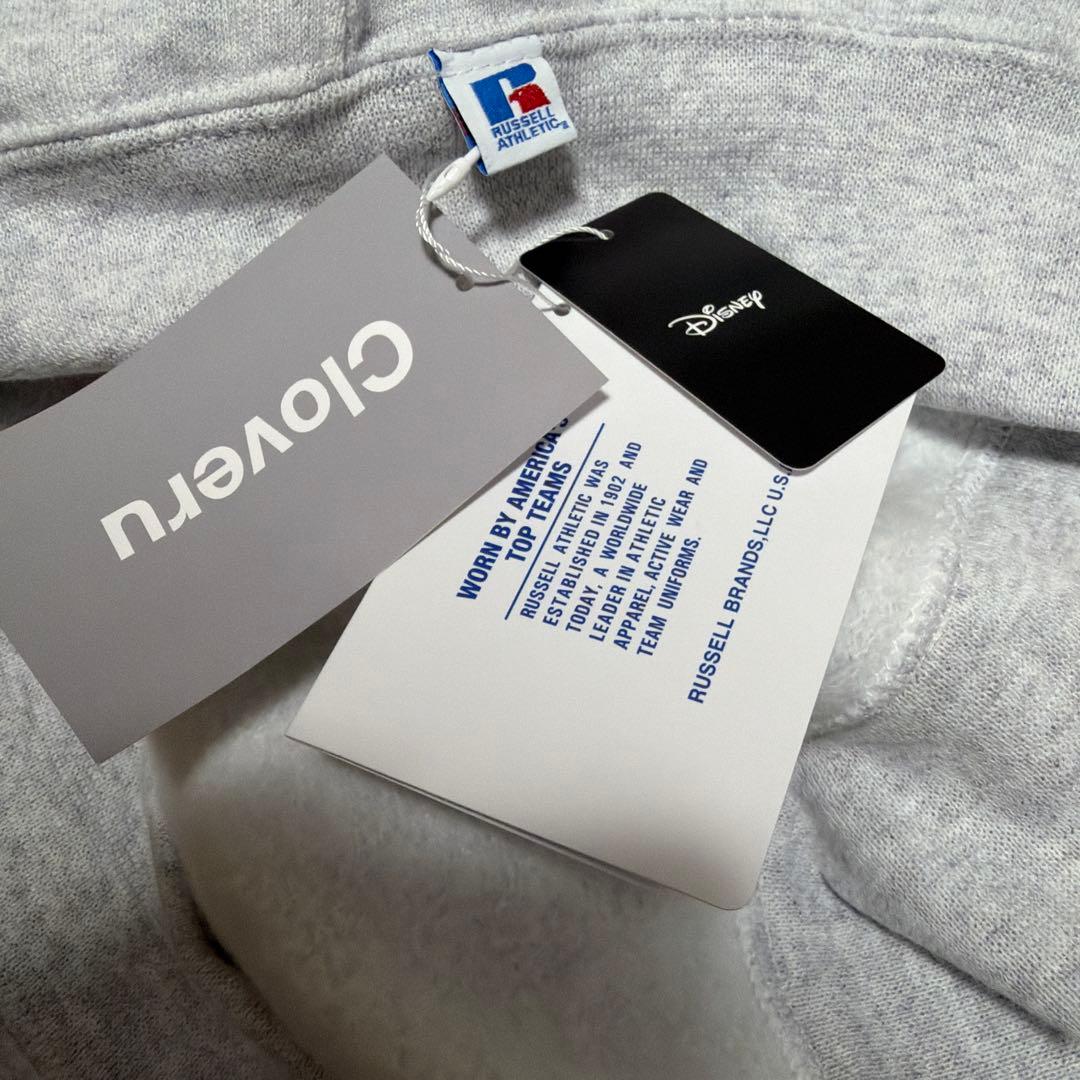 RUSSELL
ATHLETIC
Disney
Cloveru
WORN BY AMERICA'S
TOP TEAMS
RUSSELL ATHLETIC WAS
ESTABLISHED IN 1902 AND
TODAY, A WORLDWIDE
LEADER IN ATHLETIC
APPAREL, ACTIVE WEAR AND
TEAM UNIFORMS.
RUSSELL BRANDS,LLC U.S.